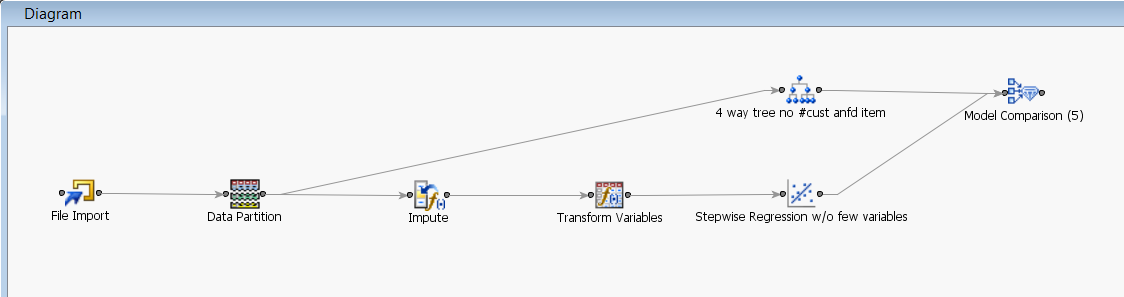 Diagram
4 way tree no #cust anfd item
Model Comparison (5)
File Import
Data Partition
Impute
Transform Variables
Stepwise Regression w/o few variables